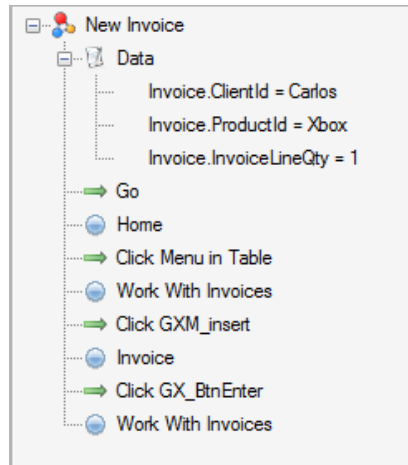 New Invoice
Data
Invoice.ClientId = Carlos
Invoice.ProductId = Xbox
Invoice.InvoiceLineQty = 1
Go
Home
Click Menu in Table
Work With Invoices
Click GXM_insert
Invoice
Click GX_BtnEnter
Work With Invoices